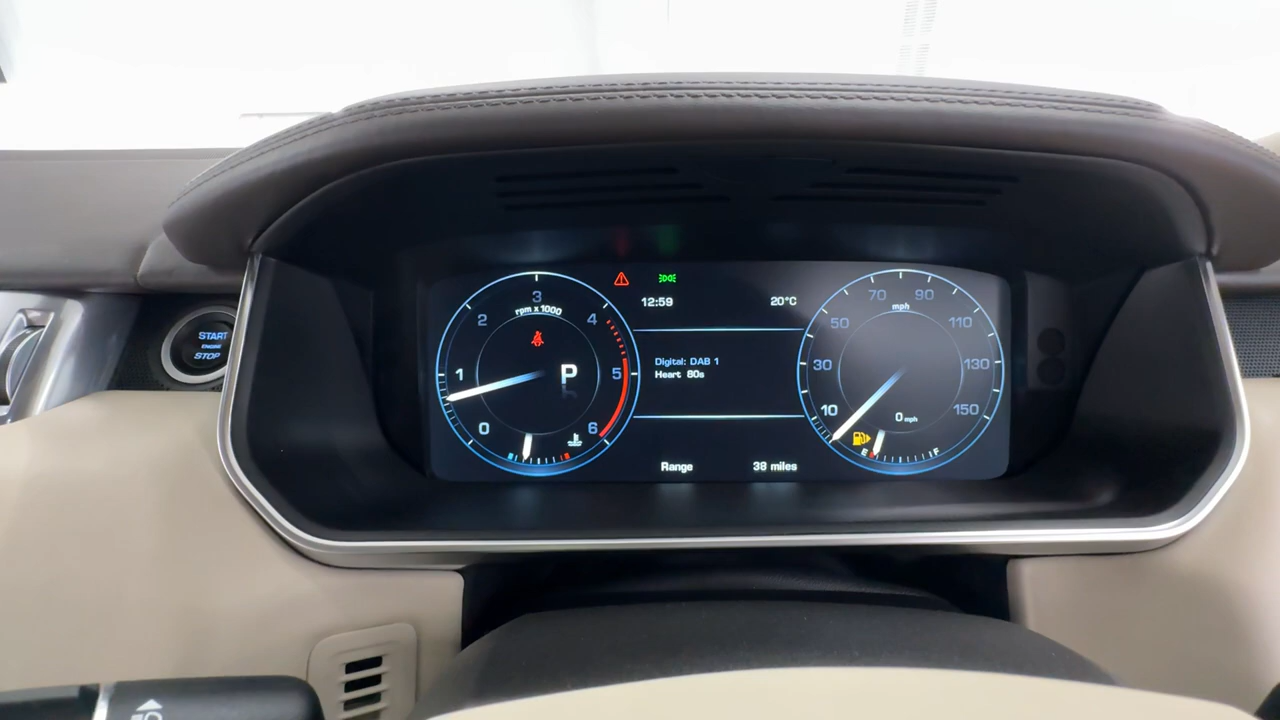 START
ENGINE
STOP
0
1
2
3
4
5
6
rpm x 1000
P
12:59
20°C
Digital: DAB 1
Heart 80s
Range
38 miles
10
30
50
70
90
110
130
150
mph
0 mph
E
F